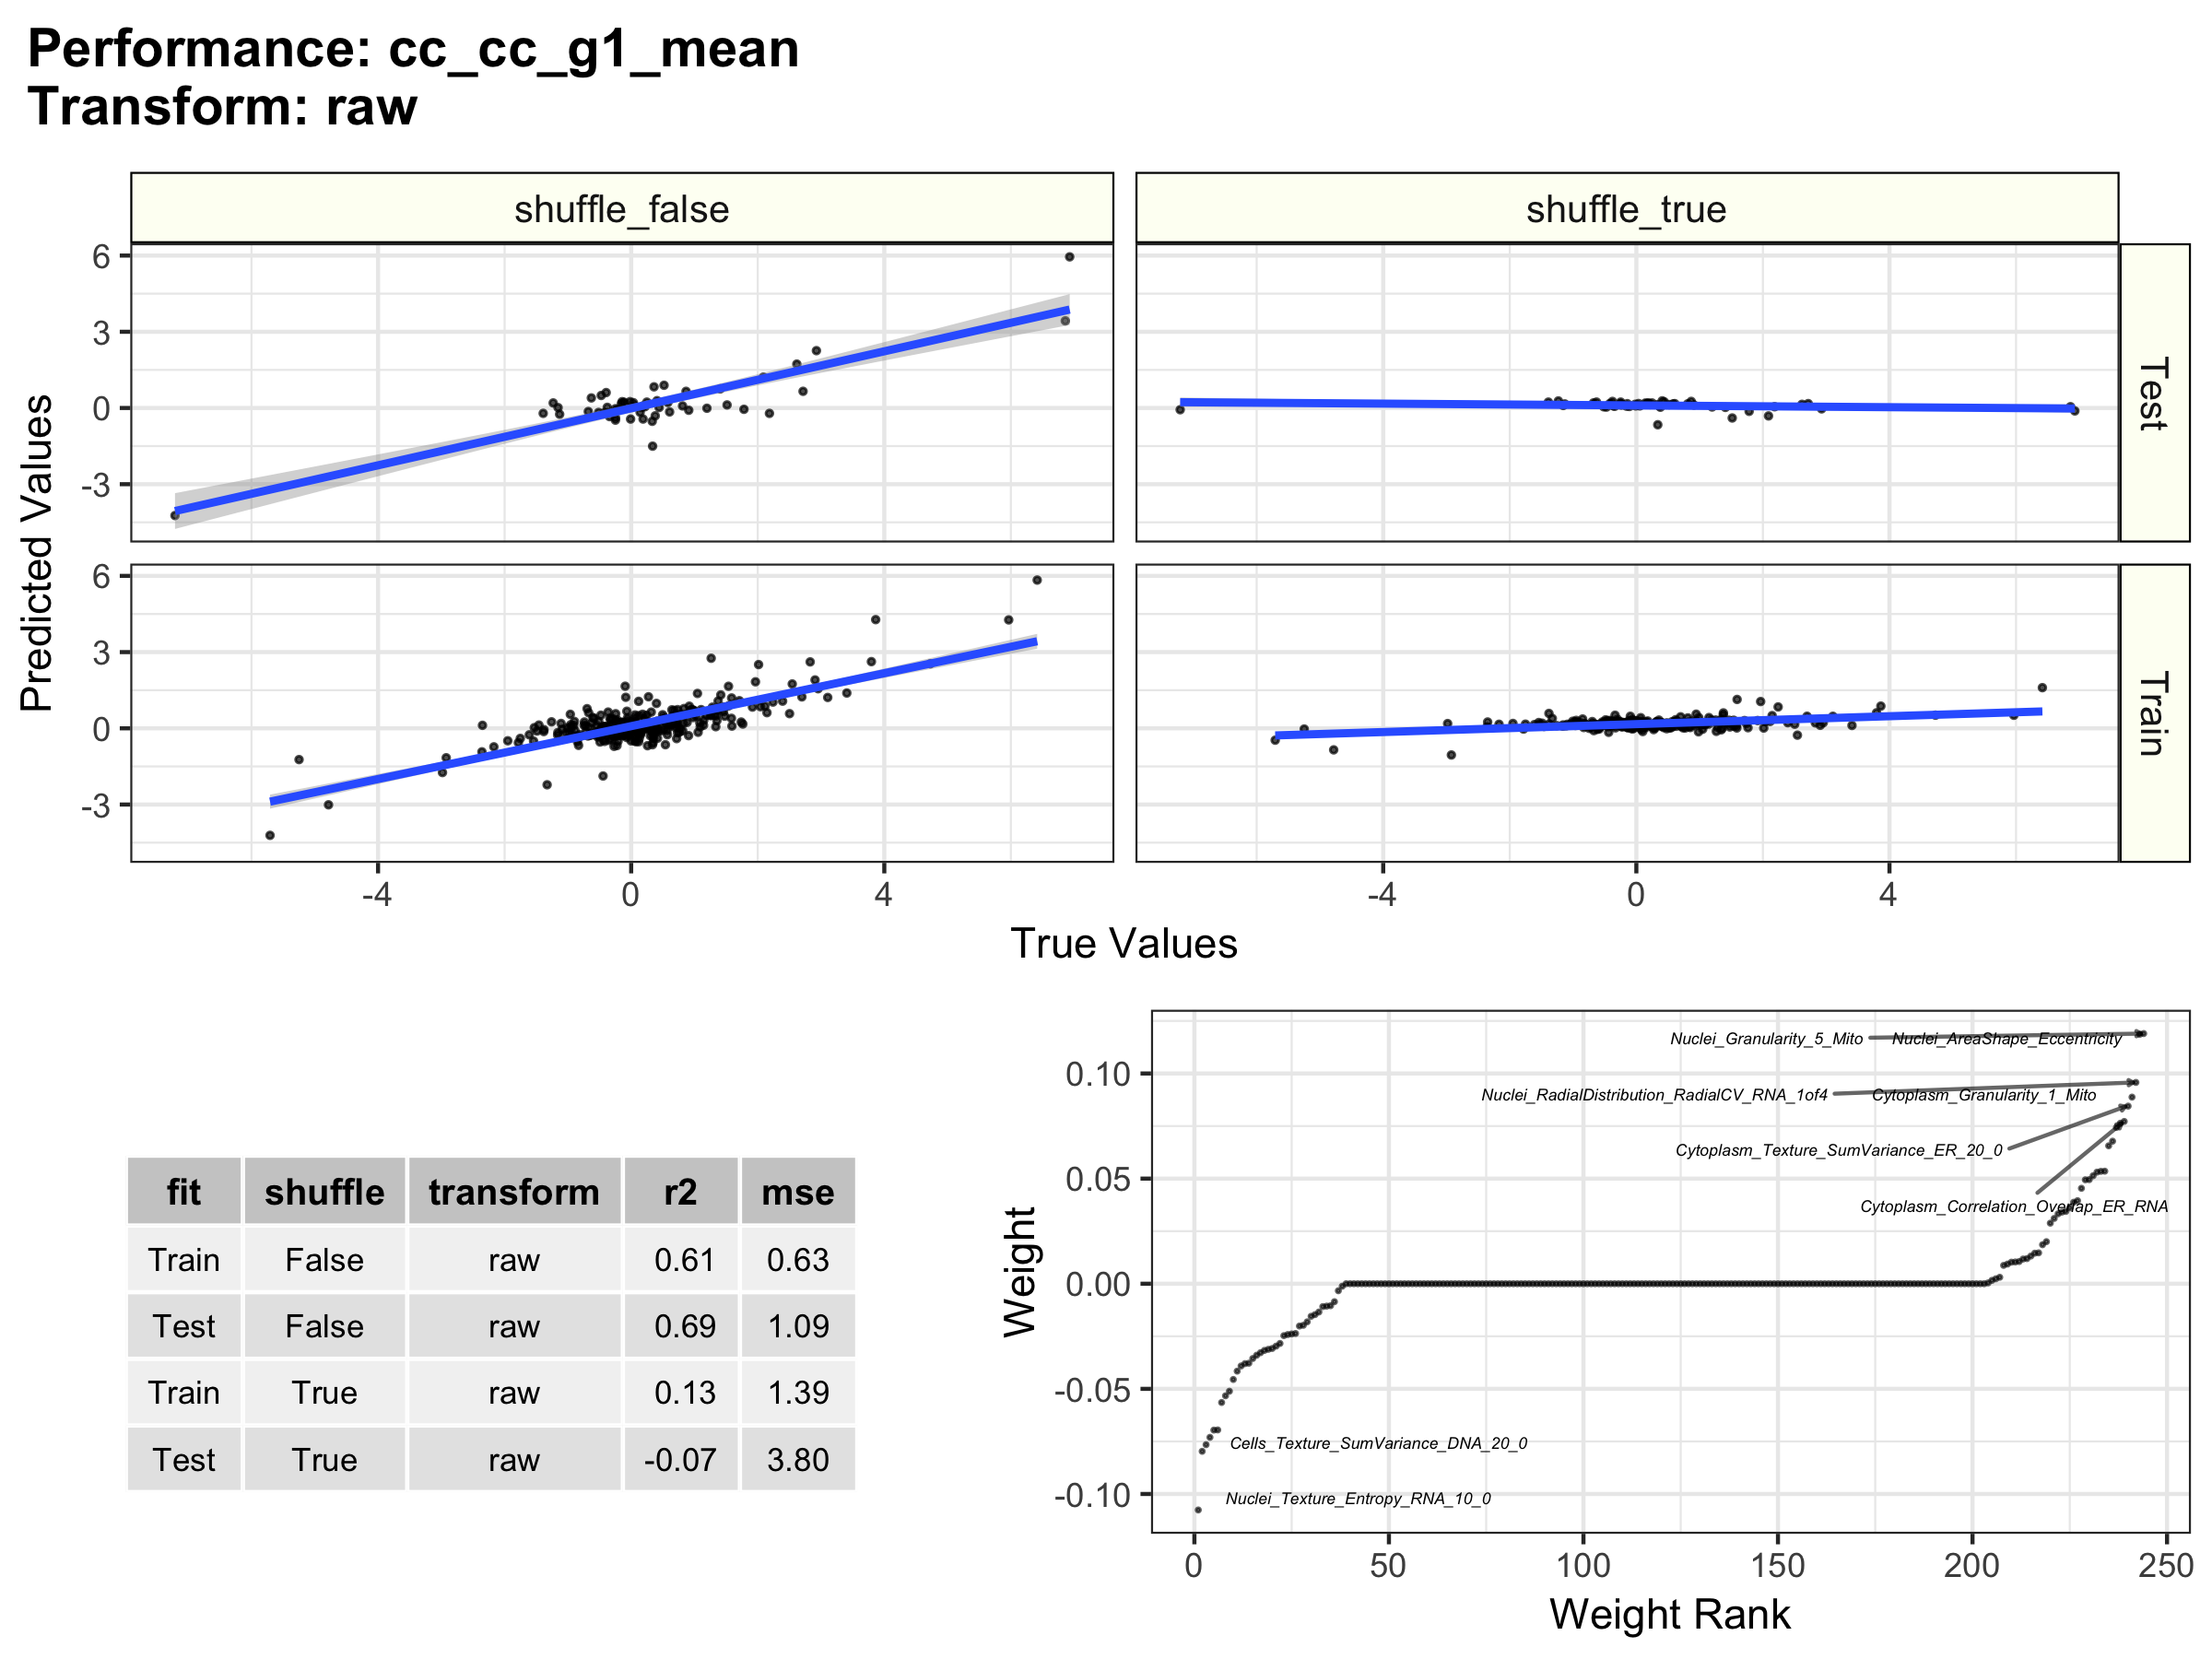 Performance: cc_cc_g1_mean
Transform: raw
shuffle_false
shuffle_true
6
3
0
-3
Test
Predicted Values
6
3
0
-3
Train
-4
0
4
-4
0
4
True Values
fit shuffle transform r2 mse
Train False raw 0.61 0.63
Test False raw 0.69 1.09
Train True raw 0.13 1.39
Test True raw -0.07 3.80
Weight
0.10
0.05
0.00
-0.05
-0.10
Nuclei_Granularity_5_Mito
Nuclei_AreaShape_Eccentricity
Nuclei_RadialDistribution_RadialCV_RNA_1of4
Cytoplasm_Granularity_1_Mito
Cytoplasm_Texture_SumVariance_ER_20_0
Cytoplasm_Correlation_Overlap_ER_RNA
Cells_Texture_SumVariance_DNA_20_0
Nuclei_Texture_Entropy_RNA_10_0
0
50
100
150
200
250
Weight Rank